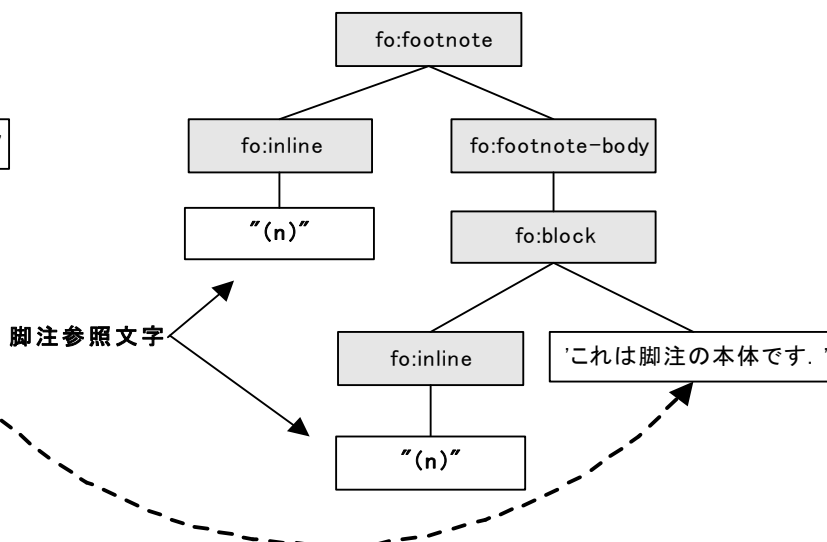 fo:footnote
fo:inline
fo:footnote-body
"(n)"
fo:block
脚注参照文字
fo:inline
'これは脚注の本体です. '
"(n)"